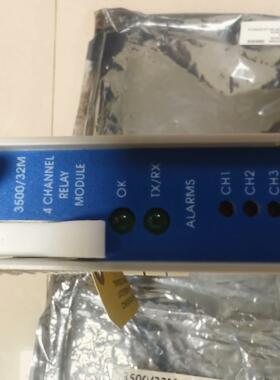 3500/32M
4 CHANNEL
RELAY
MODULE
OK
TX/RX
ALARMS
CH1
CH2
CH3